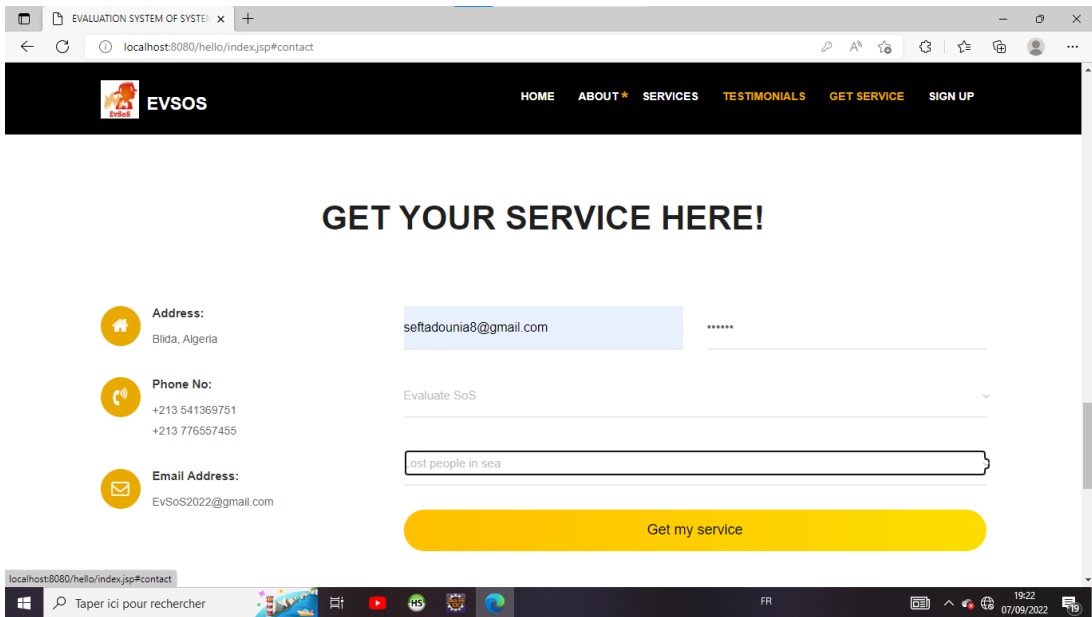 EVALUATION SYSTEM OF SYSTE
localhost:8080/hello/index.jsp#contact
EvSoS
EVSOS
HOME ABOUT* SERVICES TESTIMONIALS GET SERVICE SIGN UP
GET YOUR SERVICE HERE!
Address:
Blida, Algeria
Phone No:
+213 541369751
+213 776557455
Email Address:
EvSoS2022@gmail.com
seftadounia8@gmail.com ••••••
Evaluate SoS
Lost people in sea
Get my service
localhost:8080/hello/index.jsp#contact
Taper ici pour rechercher
HS
FR
19:22
07/09/2022
19